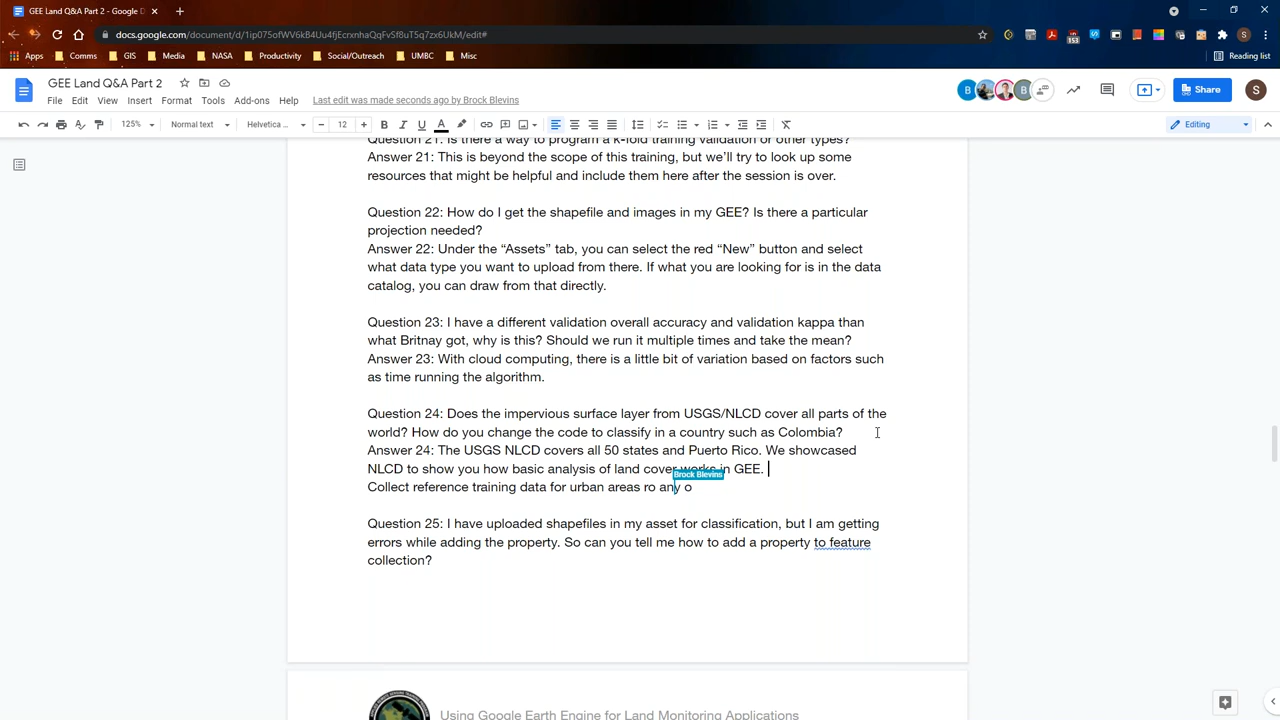 GEE Land Q&A Part 2 - Google D
docs.google.com/document/d/1ip075ofWV6kB4Uu4fjEcrxnhaQqFvSf8uT5q7zx6UkM/edit#
153
Apps Comms GIS Media NASA Productivity Social/Outreach UMBC Misc Reading list
GEE Land Q&A Part 2
B B Share S
File Edit View Insert Format Tools Add-ons Help Last edit was made seconds ago by Brock Blevins
125% Normal text Helvetica ... 12 B I U A Editing
Question 21: Is there a way to program a k-fold training validation or other types?
Answer 21: This is beyond the scope of this training, but we'll try to look up some
resources that might be helpful and include them here after the session is over.
Question 22: How do I get the shapefile and images in my GEE? Is there a particular
projection needed?
Answer 22: Under the “Assets” tab, you can select the red “New” button and select
what data type you want to upload from there. If what you are looking for is in the data
catalog, you can draw from that directly.
Question 23: I have a different validation overall accuracy and validation kappa than
what Britnay got, why is this? Should we run it multiple times and take the mean?
Answer 23: With cloud computing, there is a little bit of variation based on factors such
as time running the algorithm.
Question 24: Does the impervious surface layer from USGS/NLCD cover all parts of the
world? How do you change the code to classify in a country such as Colombia?
Answer 24: The USGS NLCD covers all 50 states and Puerto Rico. We showcased
NLCD to show you how basic analysis of land cover works in GEE.
Brock Blevins
Collect reference training data for urban areas ro any o
Question 25: I have uploaded shapefiles in my asset for classification, but I am getting
errors while adding the property. So can you tell me how to add a property to feature
collection?
Using Google Earth Engine for Land Monitoring Applications